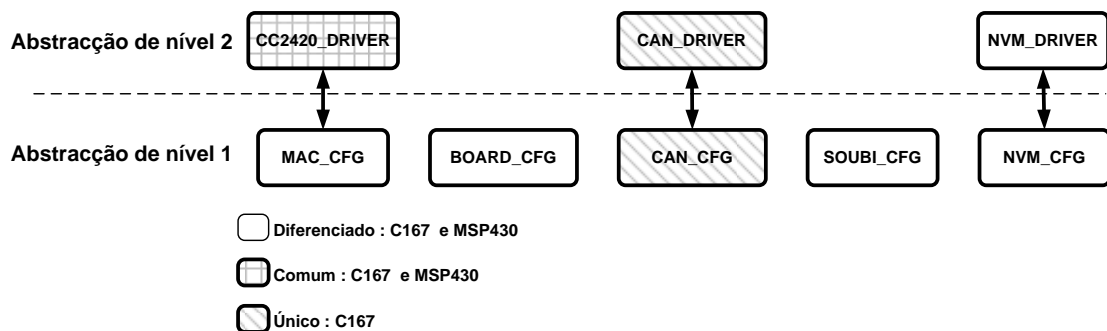 Abstracção de nível 2
CC2420_DRIVER
CAN_DRIVER
NVM_DRIVER
Abstracção de nível 1
MAC_CFG
BOARD_CFG
CAN_CFG
SOUBI_CFG
NVM_CFG
Diferenciado : C167 e MSP430
Comum : C167 e MSP430
Único : C167